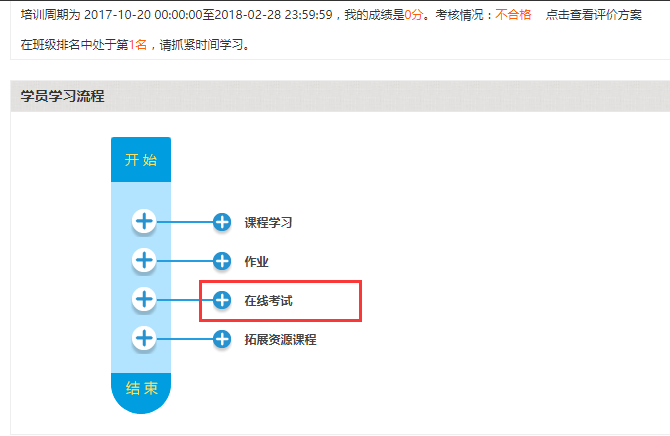 培训周期为 2017-10-20 00:00:00至2018-02-28 23:59:59，我的成绩是0分。考核情况：不合格 点击查看评价方案
在班级排名中处于第1名，请抓紧时间学习。
学员学习流程
开 始
课程学习
作业
在线考试
拓展资源课程
结 束